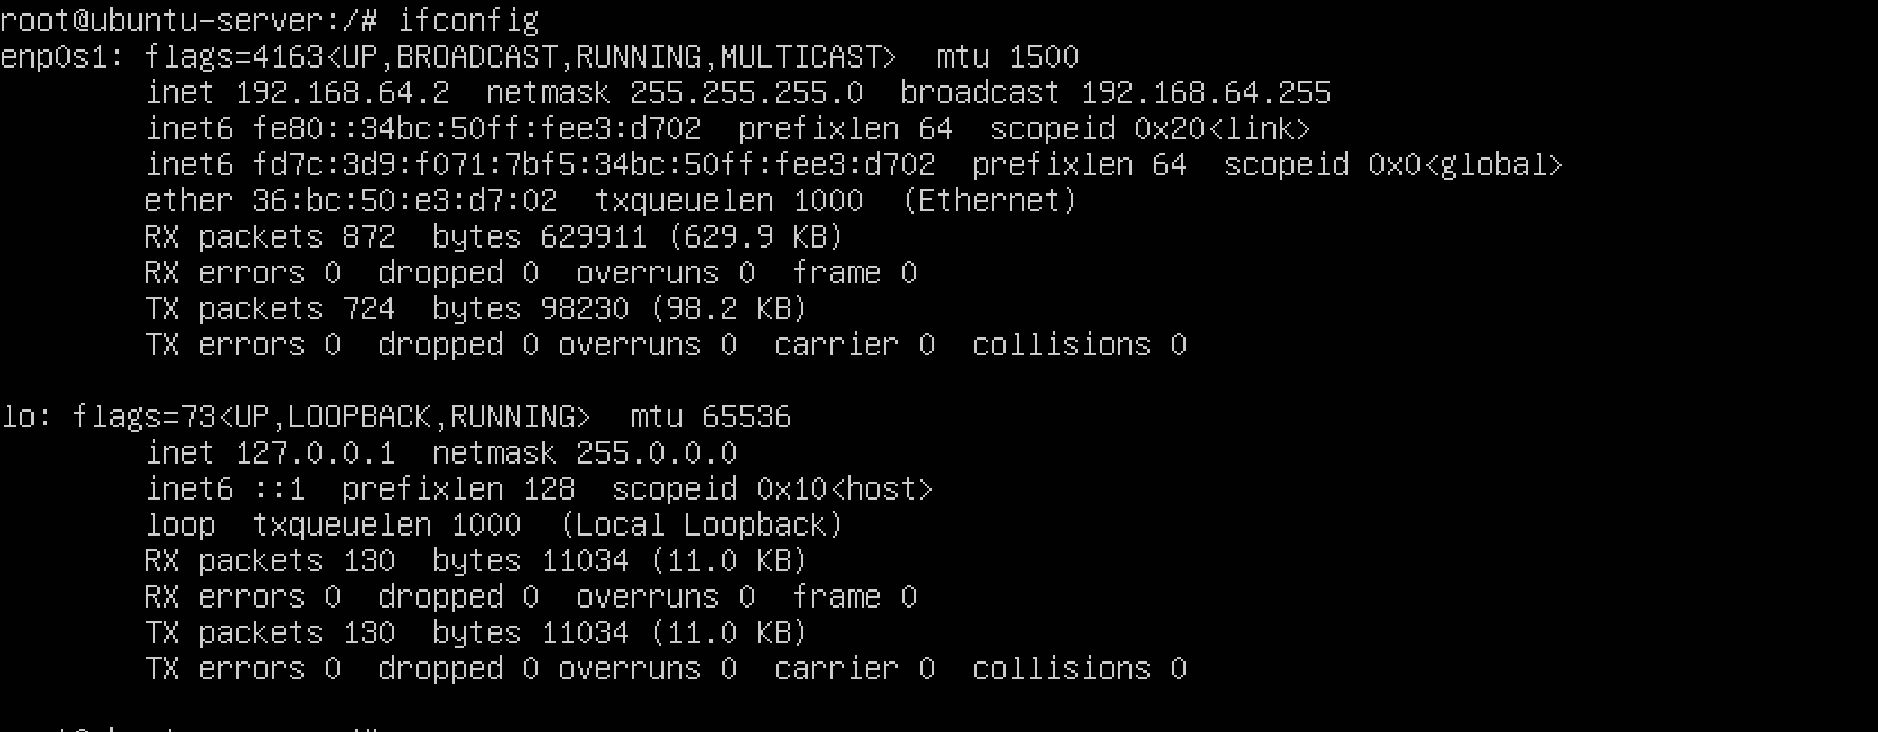 root@ubuntu-server:/# ifconfig
enp0s1: flags=4163<UP,BROADCAST,RUNNING,MULTICAST>  mtu 1500
        inet 192.168.64.2  netmask 255.255.255.0  broadcast 192.168.64.255
        inet6 fe80::34bc:50ff:fee3:d702  prefixlen 64  scopeid 0x20<link>
        inet6 fd7c:3d9:f071:7bf5:34bc:50ff:fee3:d702  prefixlen 64  scopeid 0x0<global>
        ether 36:bc:50:e3:d7:02  txqueuelen 1000  (Ethernet)
        RX packets 872  bytes 629911 (629.9 KB)
        RX errors 0  dropped 0  overruns 0  frame 0
        TX packets 724  bytes 98230 (98.2 KB)
        TX errors 0  dropped 0 overruns 0  carrier 0  collisions 0

lo: flags=73<UP,LOOPBACK,RUNNING>  mtu 65536
        inet 127.0.0.1  netmask 255.0.0.0
        inet6 ::1  prefixlen 128  scopeid 0x10<host>
        loop  txqueuelen 1000  (Local Loopback)
        RX packets 130  bytes 11034 (11.0 KB)
        RX errors 0  dropped 0  overruns 0  frame 0
        TX packets 130  bytes 11034 (11.0 KB)
        TX errors 0  dropped 0 overruns 0  carrier 0  collisions 0